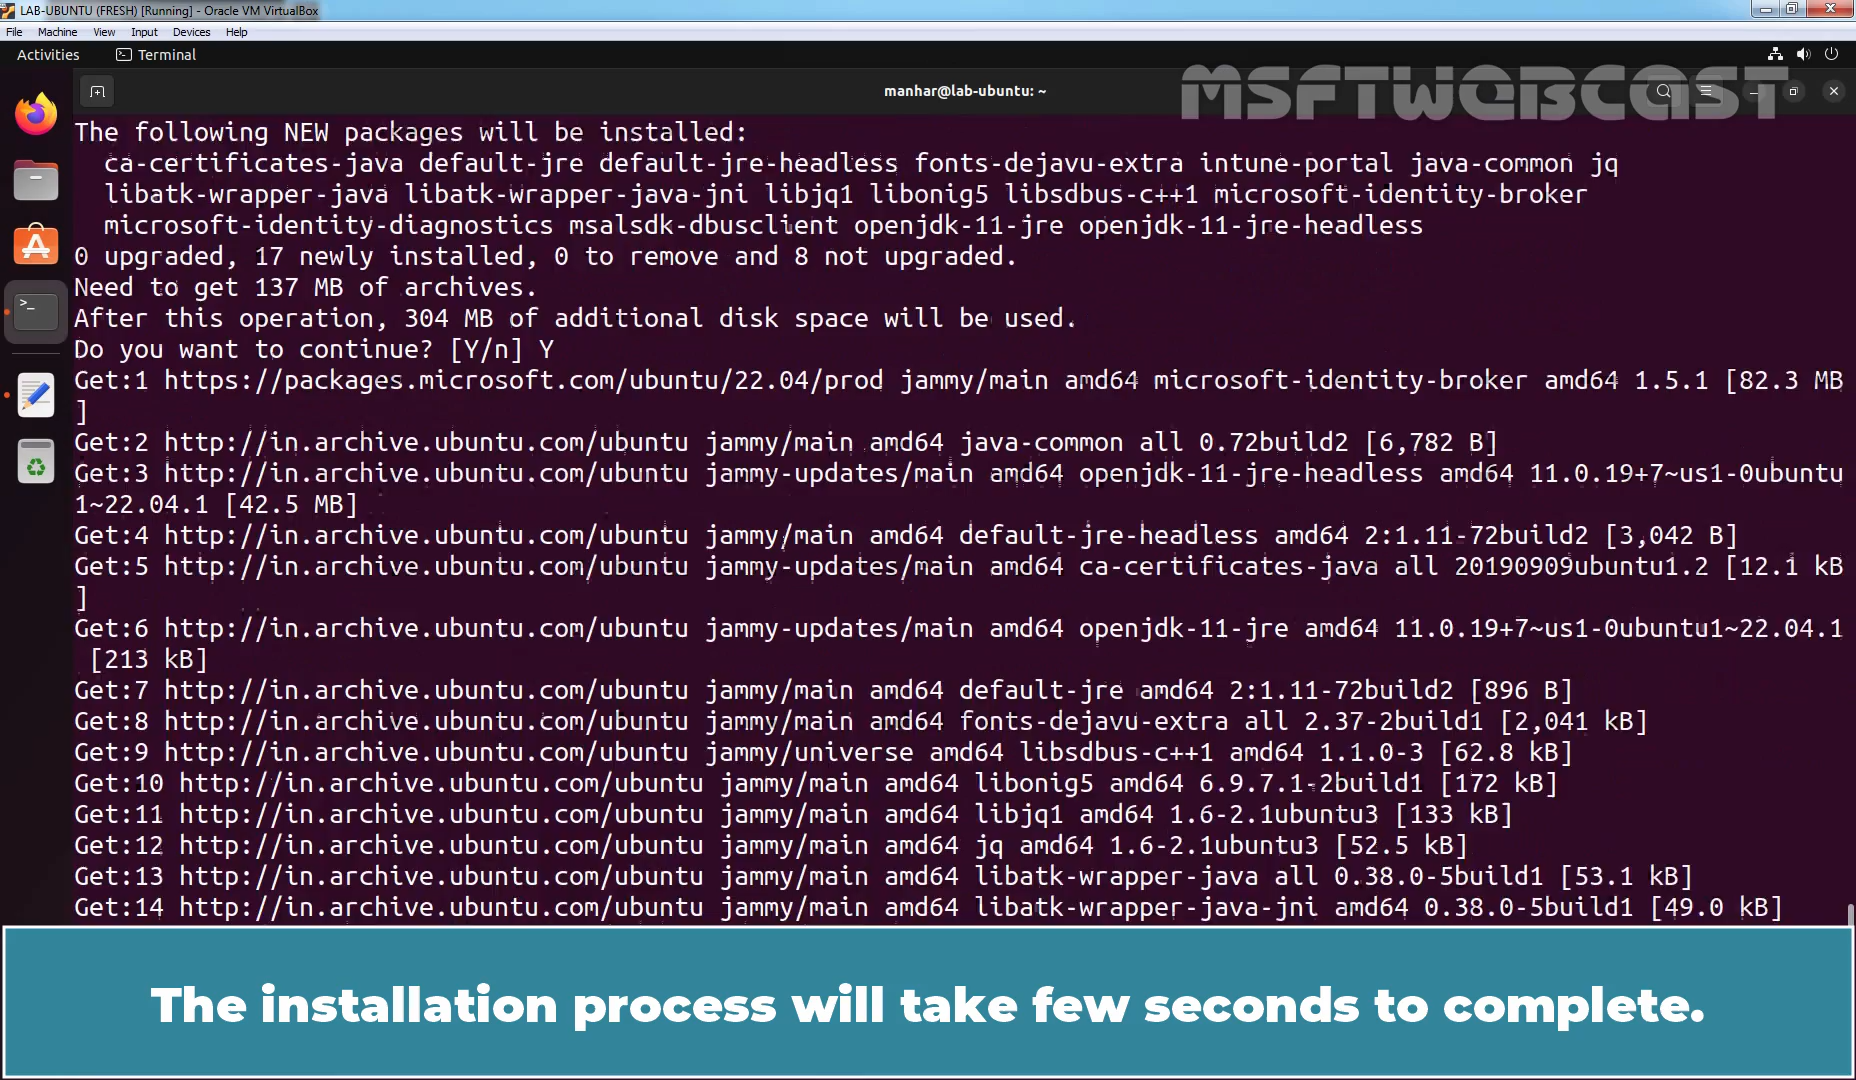 LAB-UBUNTU (FRESH) [Running] - Oracle VM VirtualBox
File Machine View Input Devices Help
Activities Terminal
manhar@lab-ubuntu: ~
MSFTWEBCAST
The following NEW packages will be installed:
ca-certificates-java default-jre default-jre-headless fonts-dejavu-extra intune-portal java-common jq
libatk-wrapper-java libatk-wrapper-java-jni libjq1 libonig5 libsdbus-c++1 microsoft-identity-broker
microsoft-identity-diagnostics msalsdk-dbusclient openjdk-11-jre openjdk-11-jre-headless
0 upgraded, 17 newly installed, 0 to remove and 8 not upgraded.
Need to get 137 MB of archives.
After this operation, 304 MB of additional disk space will be used.
Do you want to continue? [Y/n] Y
Get:1 https://packages.microsoft.com/ubuntu/22.04/prod jammy/main amd64 microsoft-identity-broker amd64 1.5.1 [82.3 MB
]
Get:2 http://in.archive.ubuntu.com/ubuntu jammy/main amd64 java-common all 0.72build2 [6,782 B]
Get:3 http://in.archive.ubuntu.com/ubuntu jammy-updates/main amd64 openjdk-11-jre-headless amd64 11.0.19+7~us1-0ubuntu
1~22.04.1 [42.5 MB]
Get:4 http://in.archive.ubuntu.com/ubuntu jammy/main amd64 default-jre-headless amd64 2:1.11-72build2 [3,042 B]
Get:5 http://in.archive.ubuntu.com/ubuntu jammy-updates/main amd64 ca-certificates-java all 20190909ubuntu1.2 [12.1 kB
]
Get:6 http://in.archive.ubuntu.com/ubuntu jammy-updates/main amd64 openjdk-11-jre amd64 11.0.19+7~us1-0ubuntu1~22.04.1
[213 kB]
Get:7 http://in.archive.ubuntu.com/ubuntu jammy/main amd64 default-jre amd64 2:1.11-72build2 [896 B]
Get:8 http://in.archive.ubuntu.com/ubuntu jammy/main amd64 fonts-dejavu-extra all 2.37-2build1 [2,041 kB]
Get:9 http://in.archive.ubuntu.com/ubuntu jammy/universe amd64 libsdbus-c++1 amd64 1.1.0-3 [62.8 kB]
Get:10 http://in.archive.ubuntu.com/ubuntu jammy/main amd64 libonig5 amd64 6.9.7.1-2build1 [172 kB]
Get:11 http://in.archive.ubuntu.com/ubuntu jammy/main amd64 libjq1 amd64 1.6-2.1ubuntu3 [133 kB]
Get:12 http://in.archive.ubuntu.com/ubuntu jammy/main amd64 jq amd64 1.6-2.1ubuntu3 [52.5 kB]
Get:13 http://in.archive.ubuntu.com/ubuntu jammy/main amd64 libatk-wrapper-java all 0.38.0-5build1 [53.1 kB]
Get:14 http://in.archive.ubuntu.com/ubuntu jammy/main amd64 libatk-wrapper-java-jni amd64 0.38.0-5build1 [49.0 kB]
The installation process will take few seconds to complete.